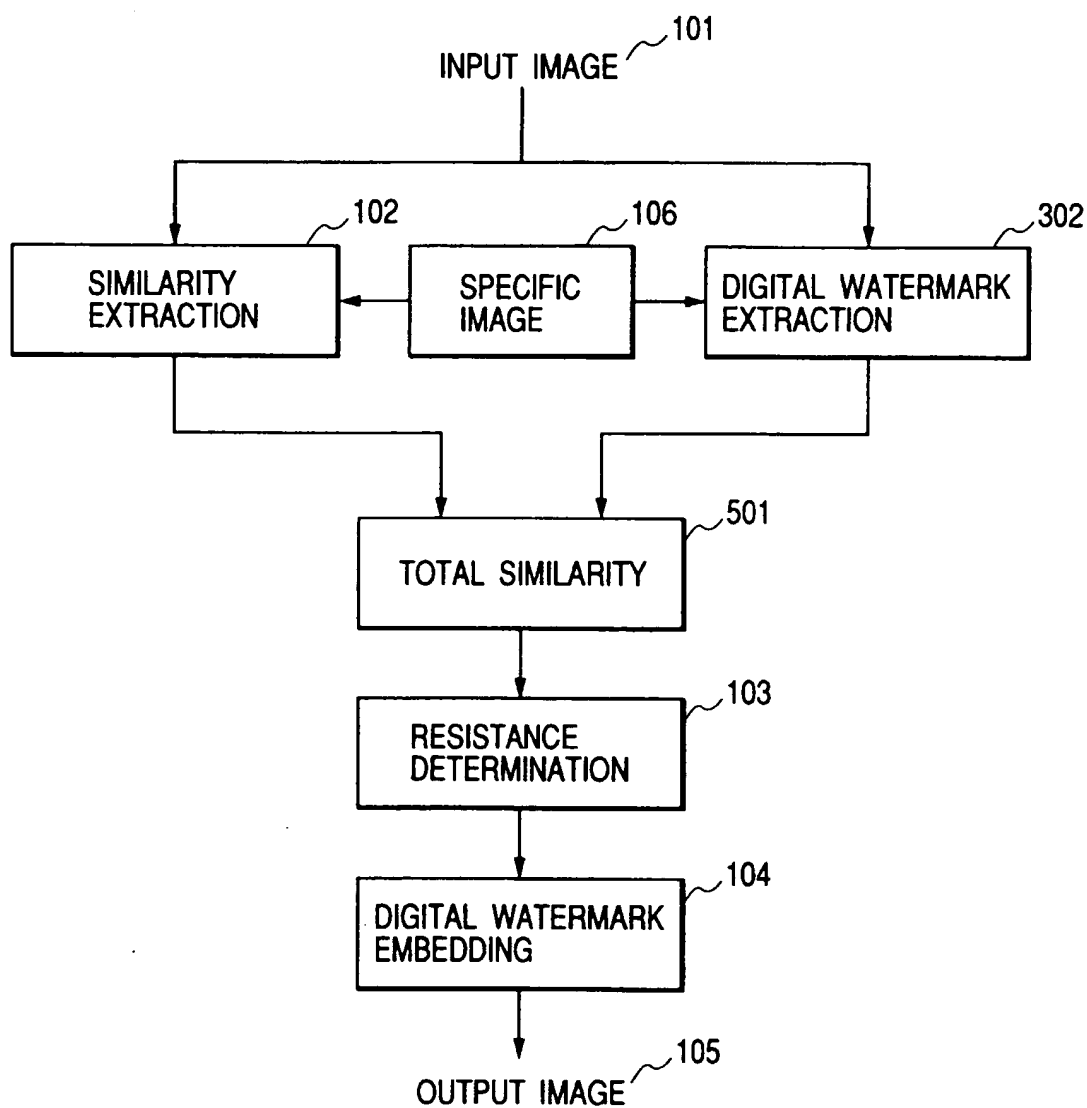 101
INPUT IMAGE
102
106
302
SIMILARITY
EXTRACTION
SPECIFIC
IMAGE
DIGITAL WATERMARK
EXTRACTION
501
TOTAL SIMILARITY
103
RESISTANCE
DETERMINATION
104
DIGITAL WATERMARK
EMBEDDING
105
OUTPUT IMAGE